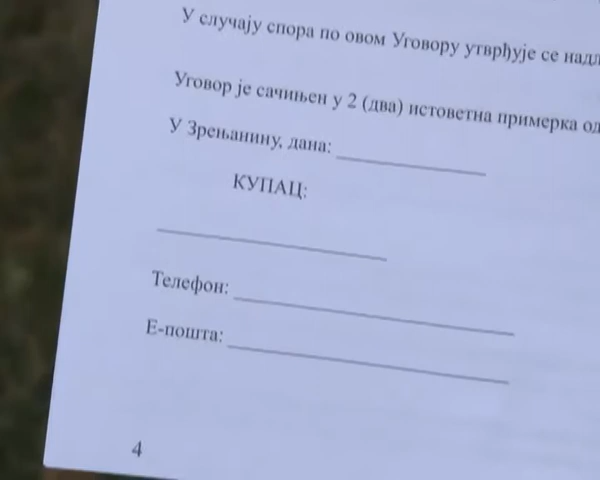 У случају спора по овом Уговору утврђује се
Уговор је сачињен у 2 (два) истоветна примерка од
У Зрењанину, дана:
КУПАЦ:
Телефон:
Е-пошта:
4